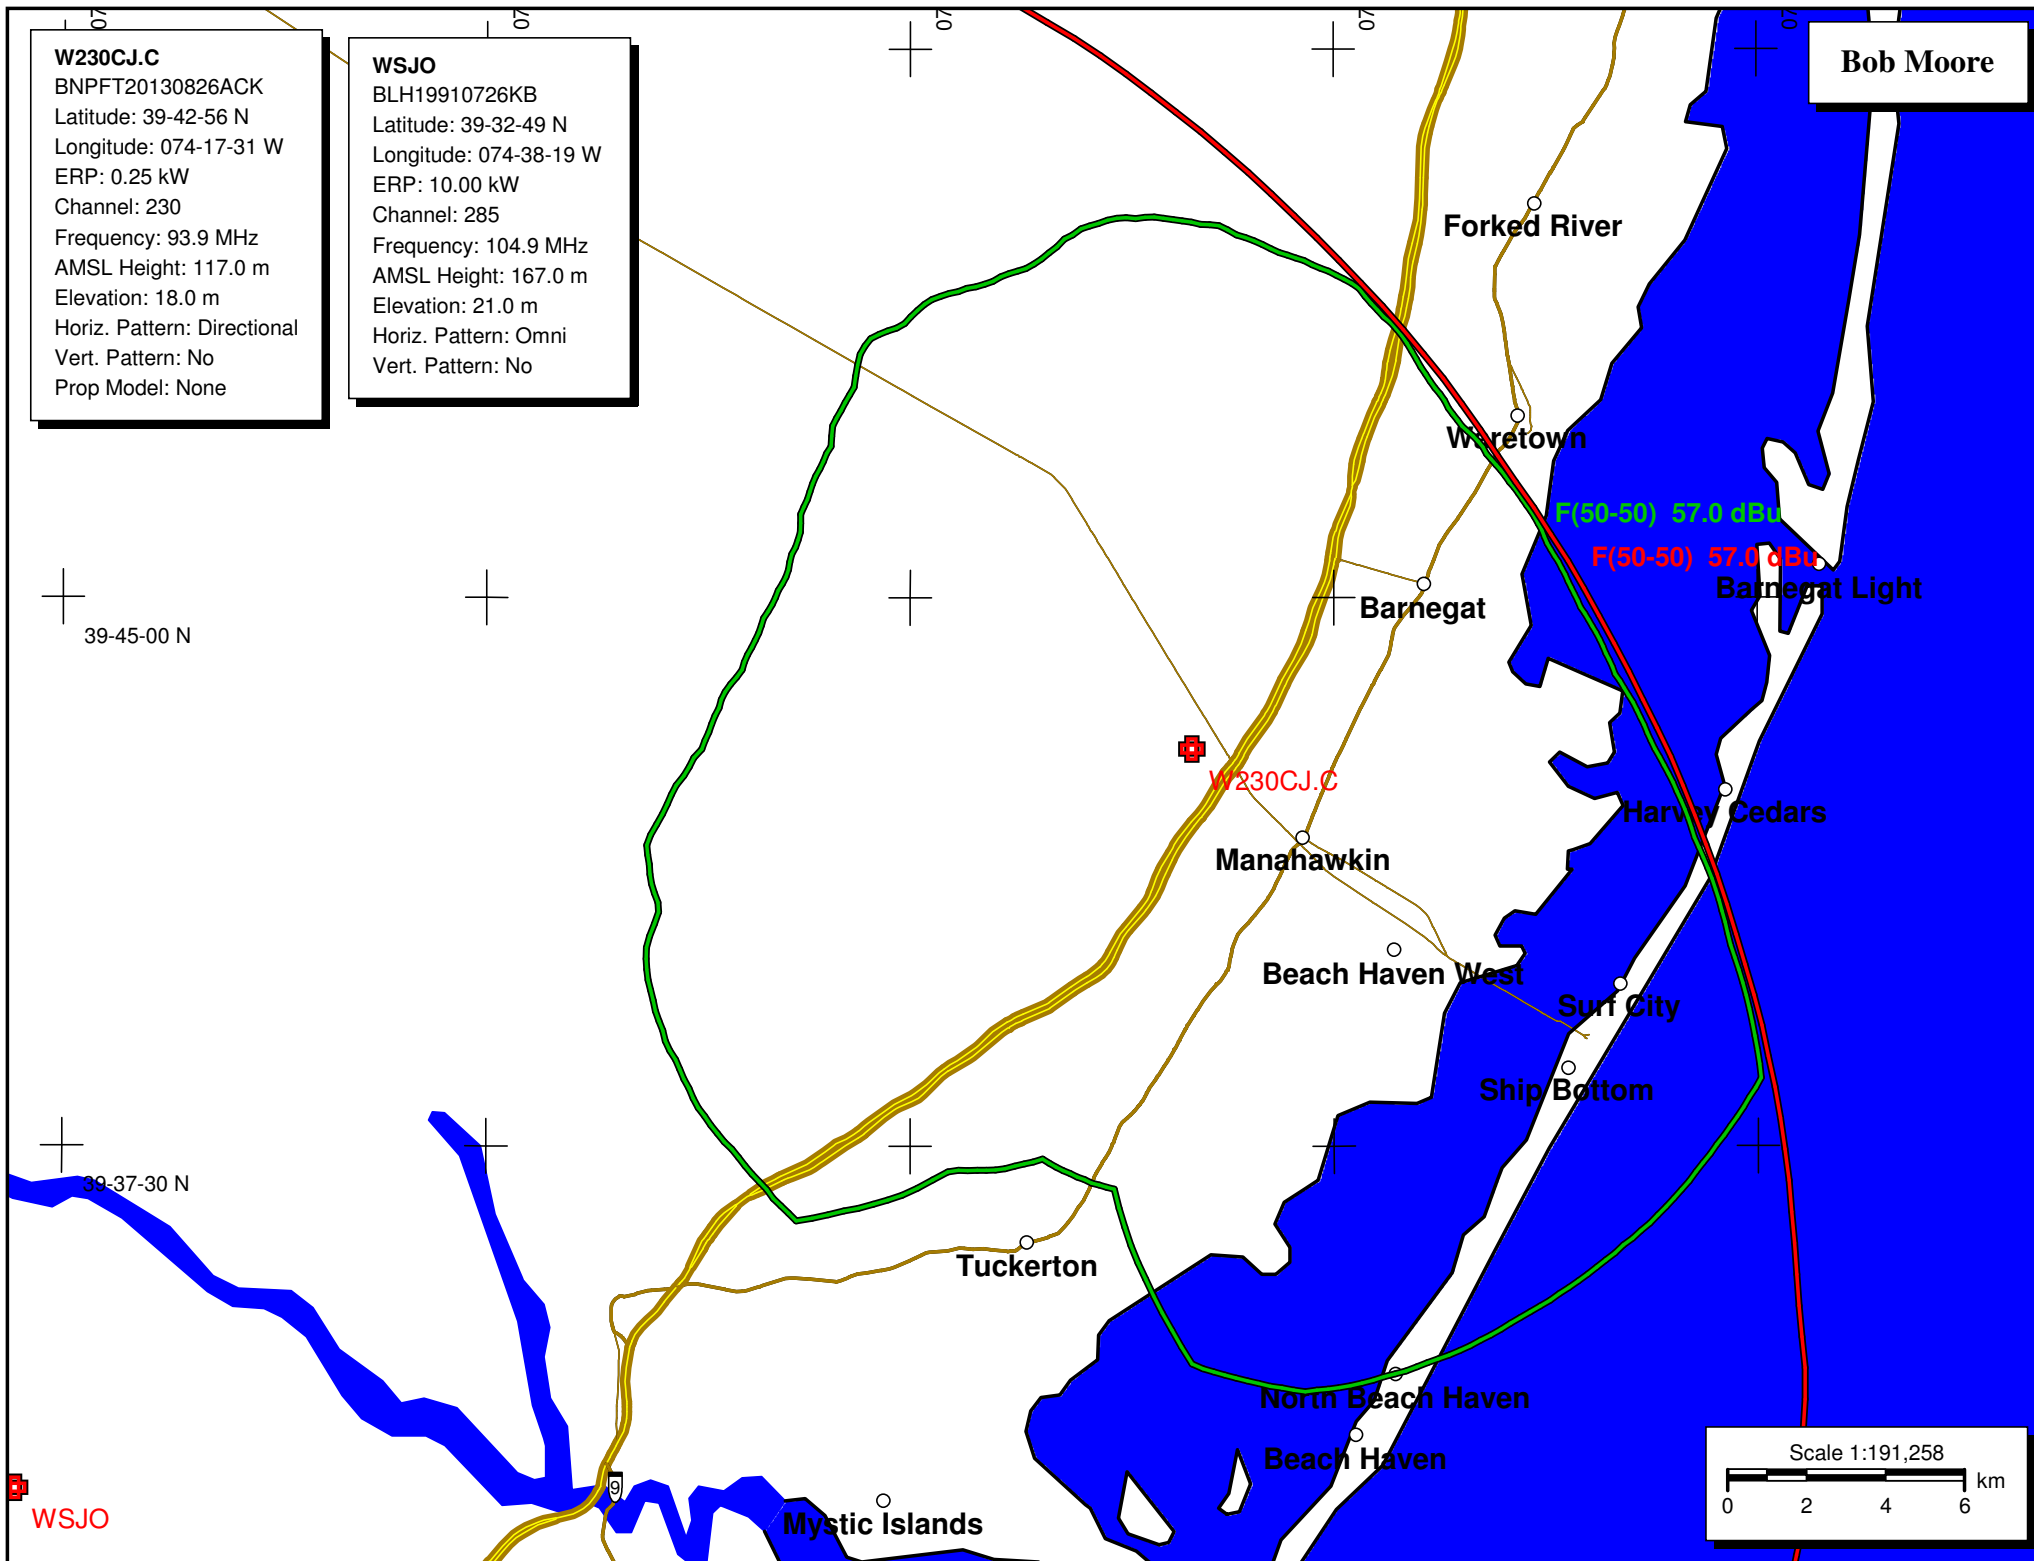 07
07
07
07
07
W230CJ.C
BNPFT20130826ACK
Latitude: 39-42-56 N
Longitude: 074-17-31 W
ERP: 0.25 kW
Channel: 230
Frequency: 93.9 MHz
AMSL Height: 117.0 m
Elevation: 18.0 m
Horiz. Pattern: Directional
Vert. Pattern: No
Prop Model: None
WSJO
BLH19910726KB
Latitude: 39-32-49 N
Longitude: 074-38-19 W
ERP: 10.00 kW
Channel: 285
Frequency: 104.9 MHz
AMSL Height: 167.0 m
Elevation: 21.0 m
Horiz. Pattern: Omni
Vert. Pattern: No
Bob Moore
Forked River
Waretown
F(50-50) 57.0 dBu
F(50-50) 57.0 dBu
Barnegat Light
Barnegat
39-45-00 N
W230CJ.C
Harvey Cedars
Manahawkin
Beach Haven West
Surf City
Ship Bottom
39-37-30 N
Tuckerton
North Beach Haven
Beach Haven
9
WSJO
Mystic Islands
Scale 1:191,258
km
0 2 4 6